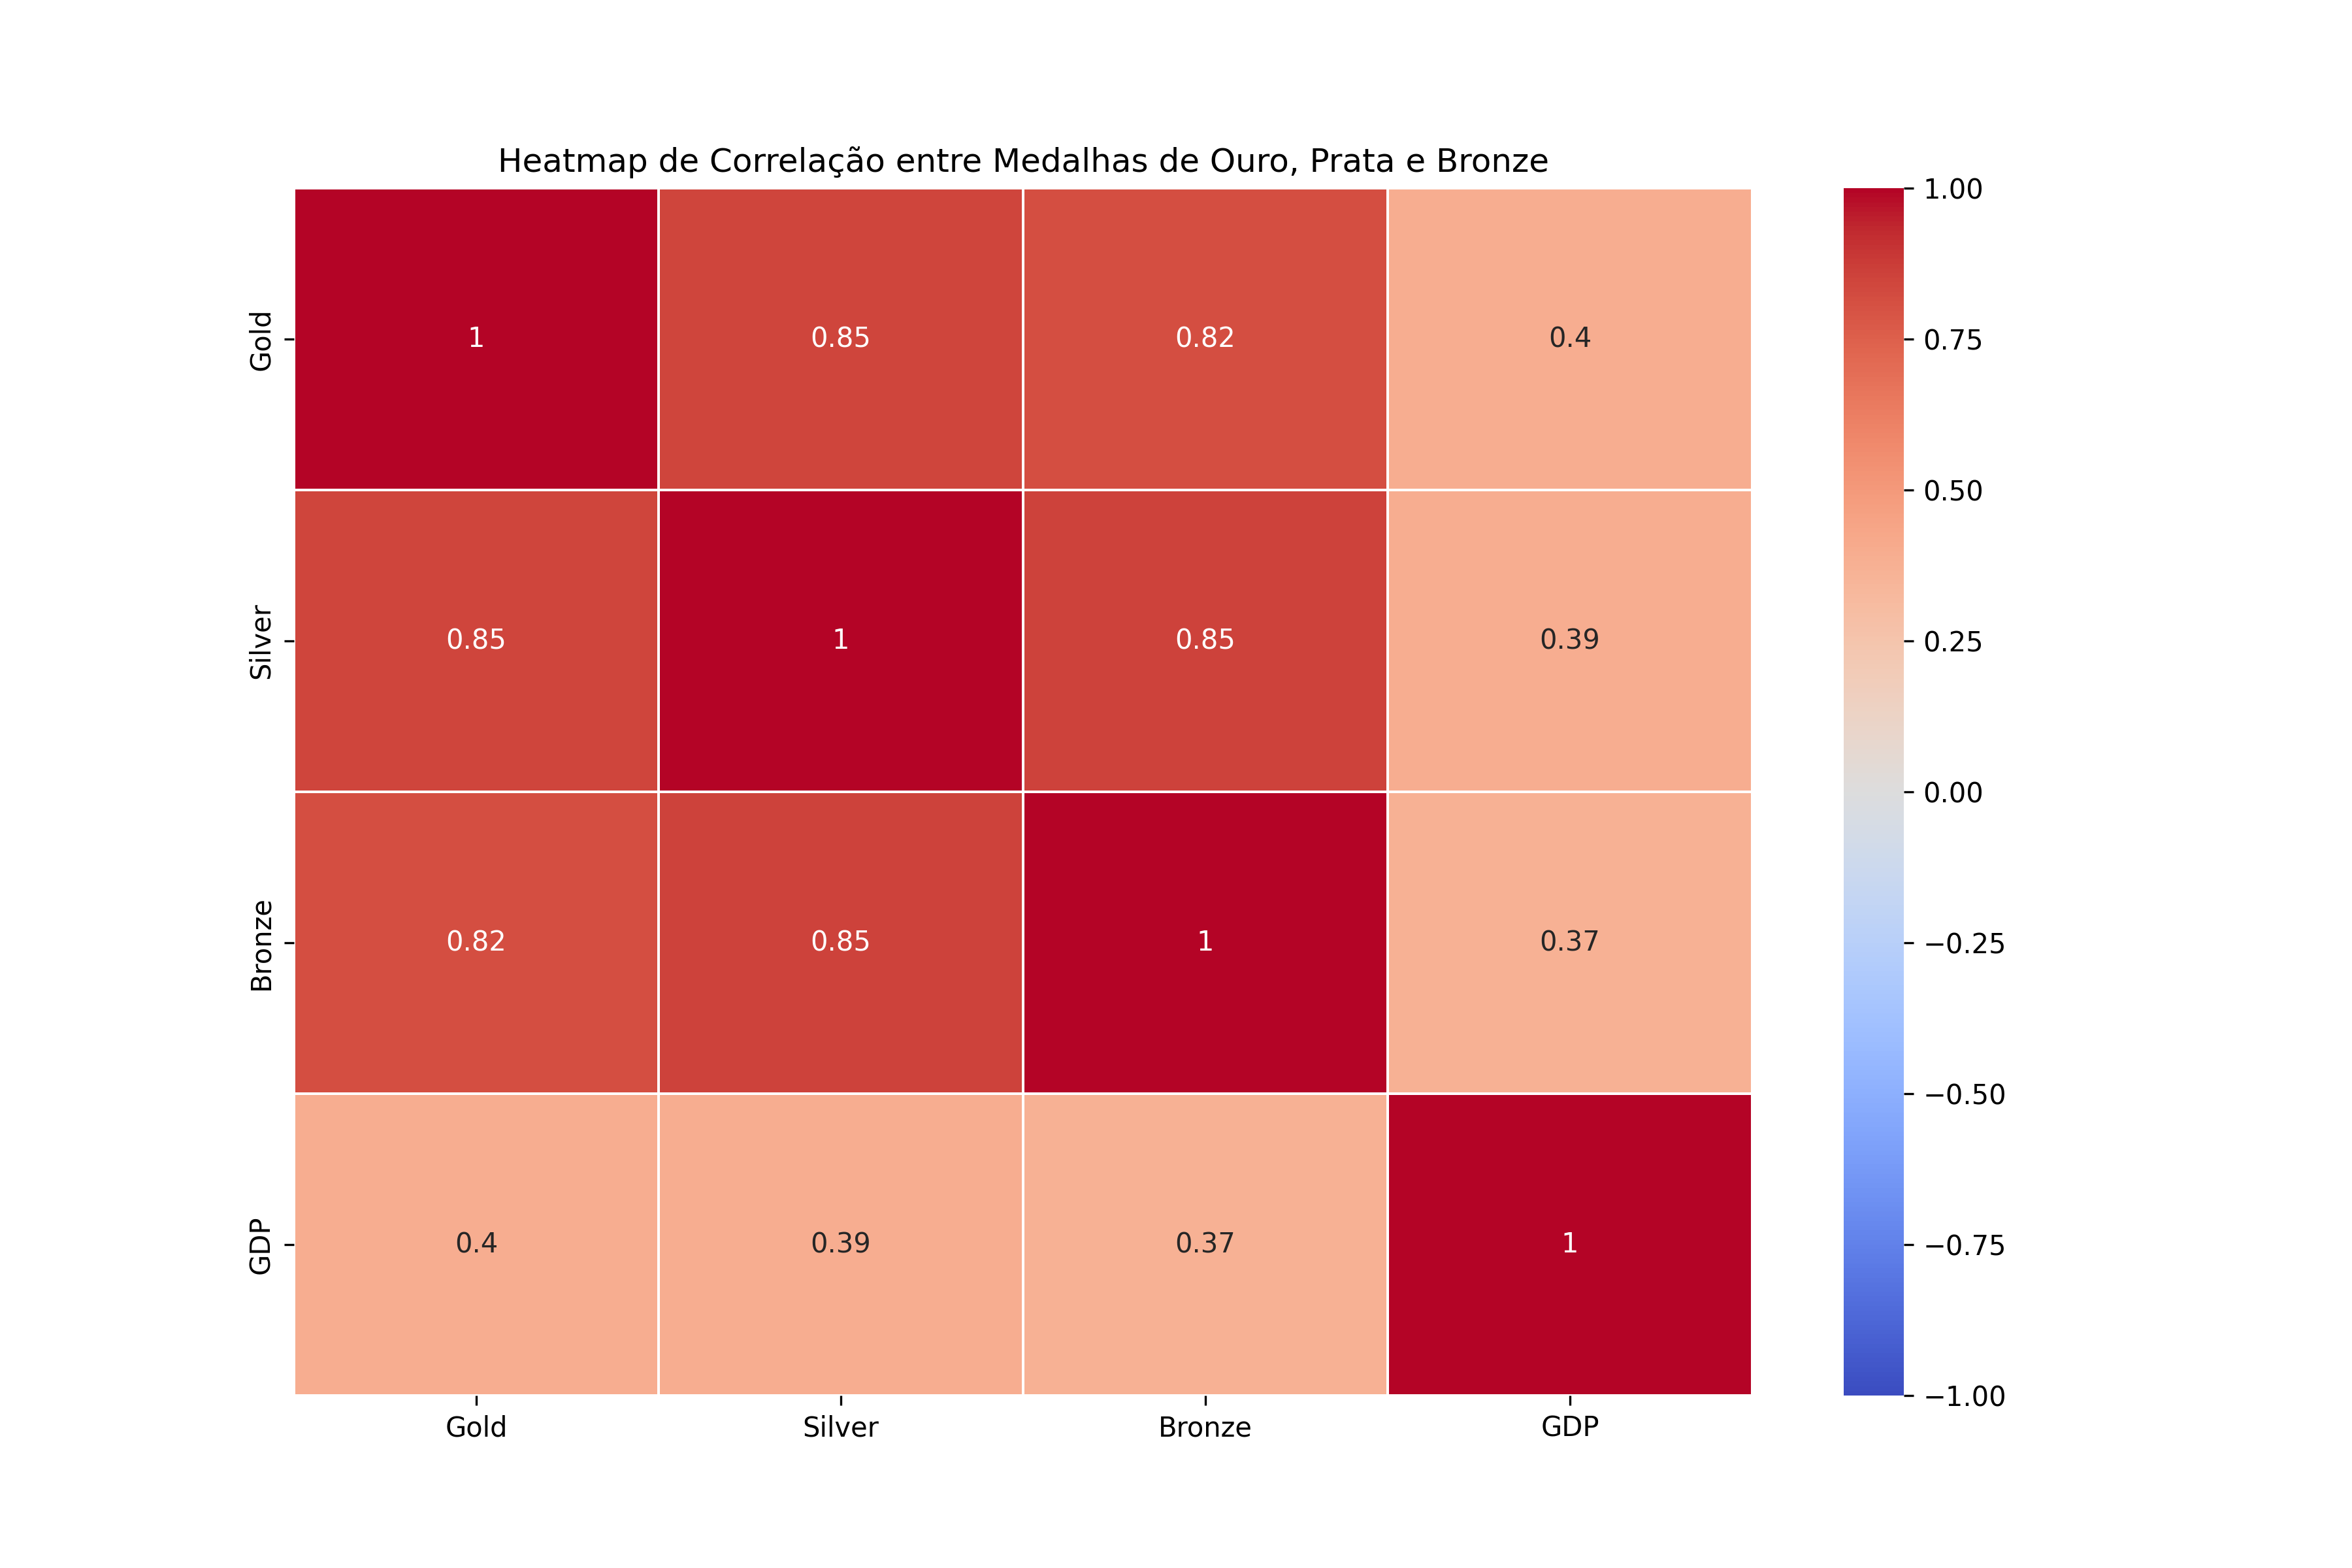 Heatmap de Correlação entre Medalhas de Ouro, Prata e Bronze
Gold 1 0.85 0.82 0.4
Silver 0.85 1 0.85 0.39
Bronze 0.82 0.85 1 0.37
GDP 0.4 0.39 0.37 1
Gold Silver Bronze GDP
1.00
0.75
0.50
0.25
0.00
−0.25
−0.50
−0.75
−1.00